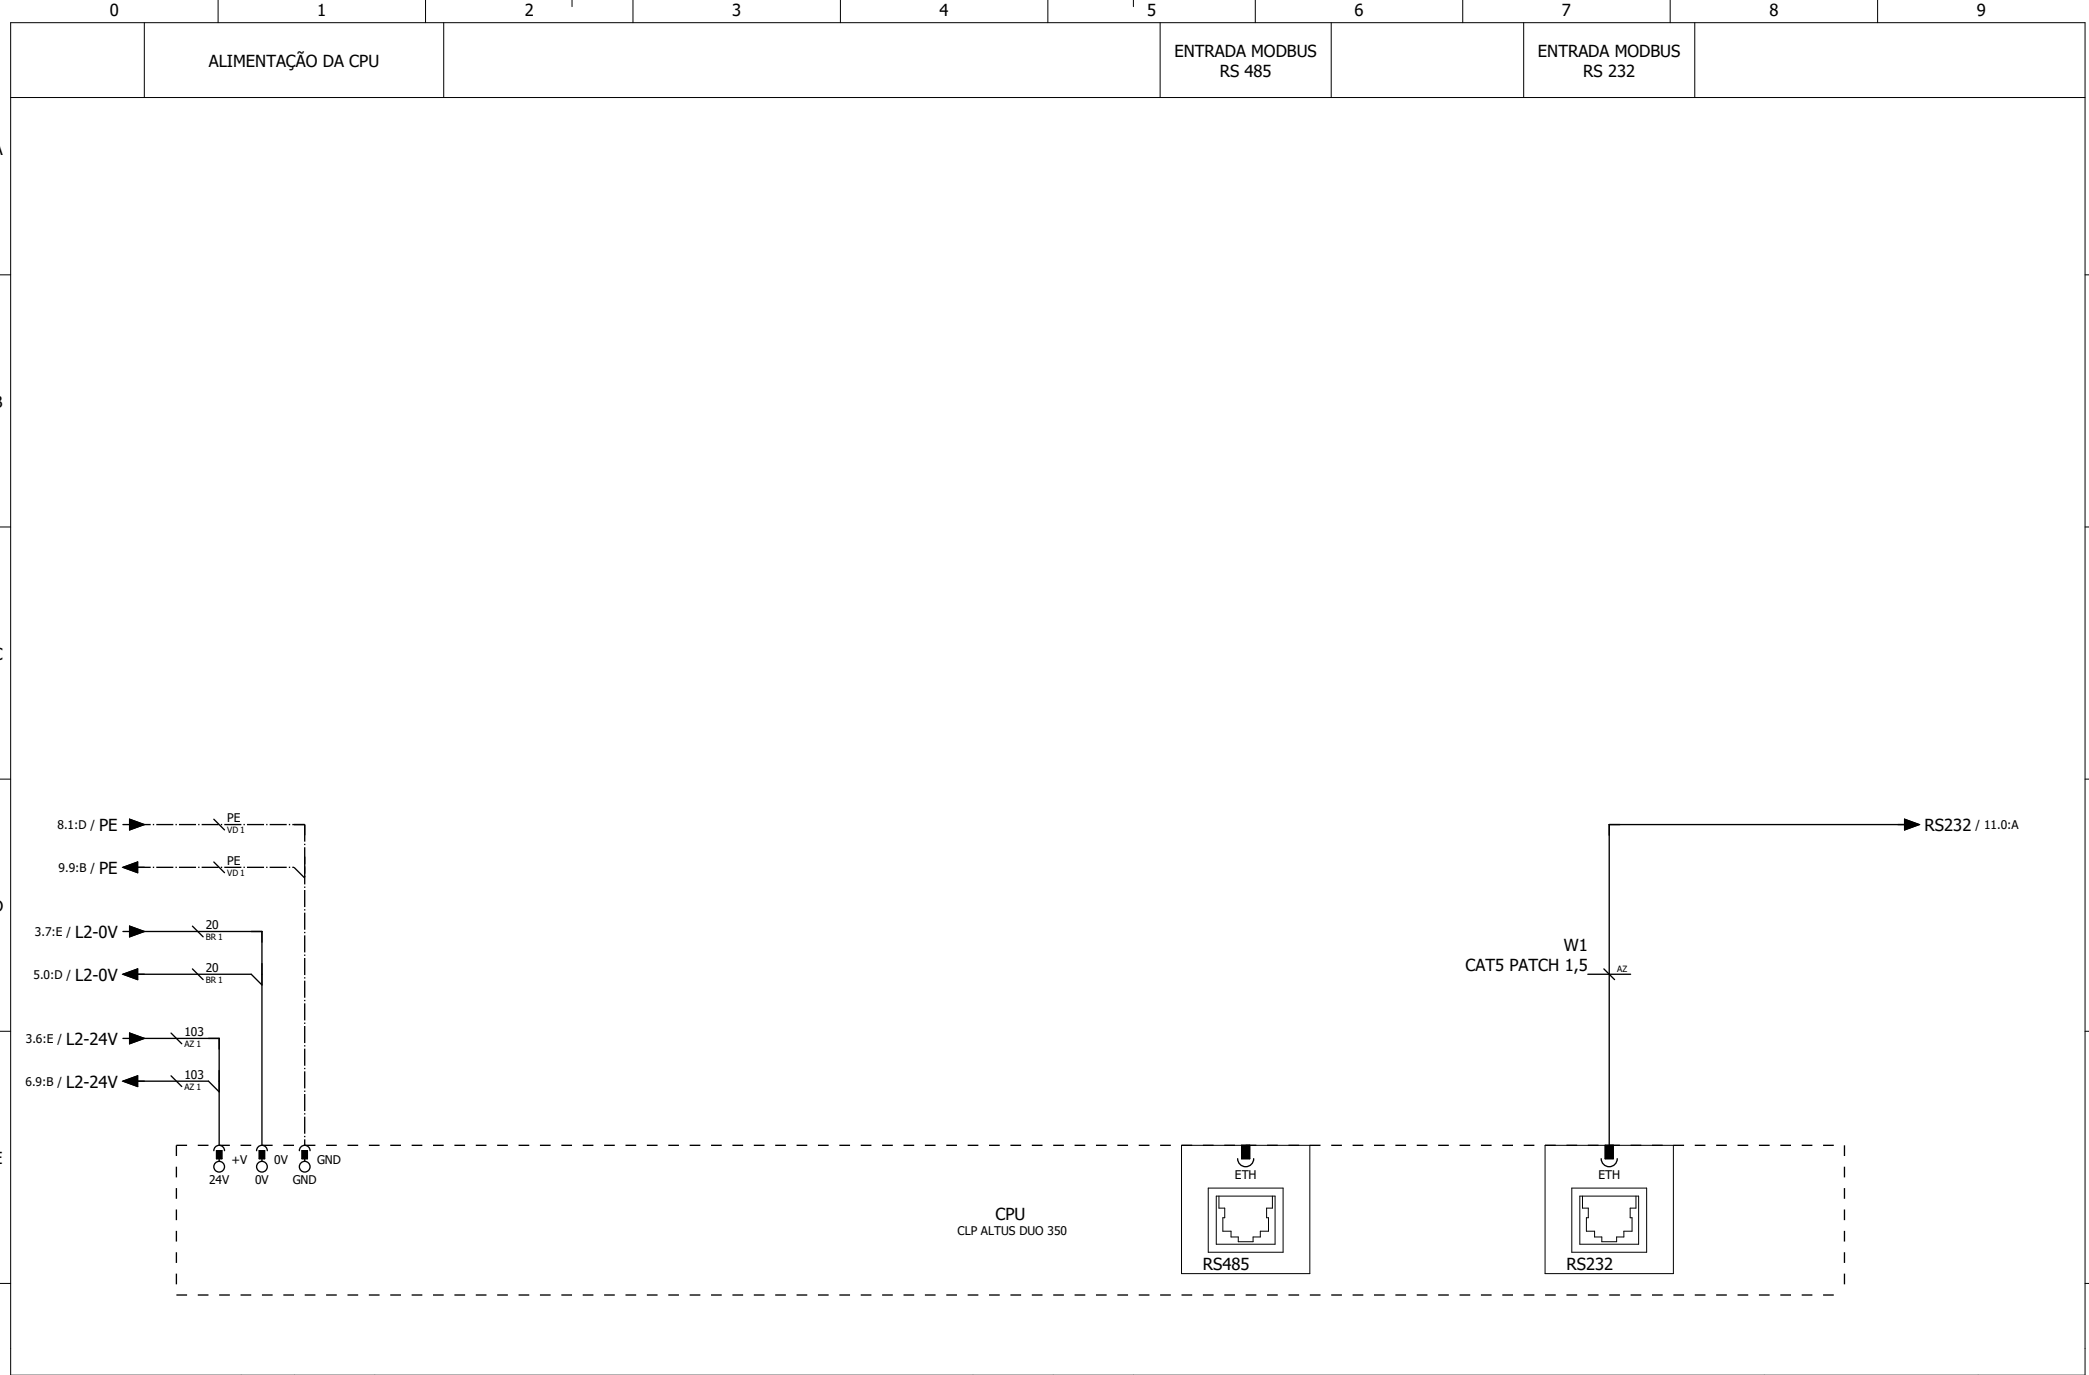 0 1 2 3 4 5 6 7 8 9
ALIMENTAÇÃO DA CPU
ENTRADA MODBUS
RS 485
ENTRADA MODBUS
RS 232
8.1:D / PE
PE
VD 1
RS232 / 11.0:A
9.9:B / PE
PE
VD 1
3.7:E / L2-0V
20
BR 1
W1
CAT5 PATCH 1,5
AZ
5.0:D / L2-0V
20
BR 1
3.6:E / L2-24V
103
AZ 1
6.9:B / L2-24V
103
AZ 1
+V 0V GND
24V 0V GND
ETH
ETH
CPU
CLP ALTUS DUO 350
RS485
RS232